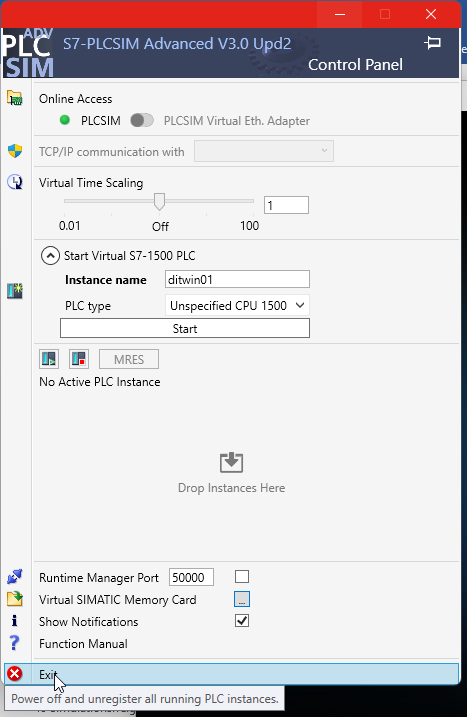 ADV
PLC
SIM
S7-PLCSIM Advanced V3.0 Upd2
Control Panel
Online Access
PLCSIM PLCSIM Virtual Eth. Adapter
TCP/IP communication with
Virtual Time Scaling
1
0.01 Off 100
Start Virtual S7-1500 PLC
Instance name ditwin01
PLC type Unspecified CPU 1500
Start
MRES
No Active PLC Instance
Drop Instances Here
Runtime Manager Port 50000
Virtual SIMATIC Memory Card ...
Show Notifications
Function Manual
Exit
Power off and unregister all running PLC instances.